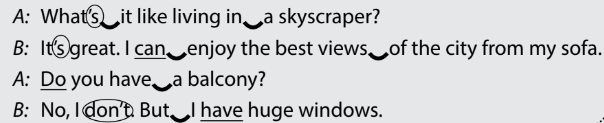 A: What's it like living in a skyscraper?
B: It's great. I can enjoy the best views of the city from my sofa.
A: Do you have a balcony?
B: No, I don't. But I have huge windows.